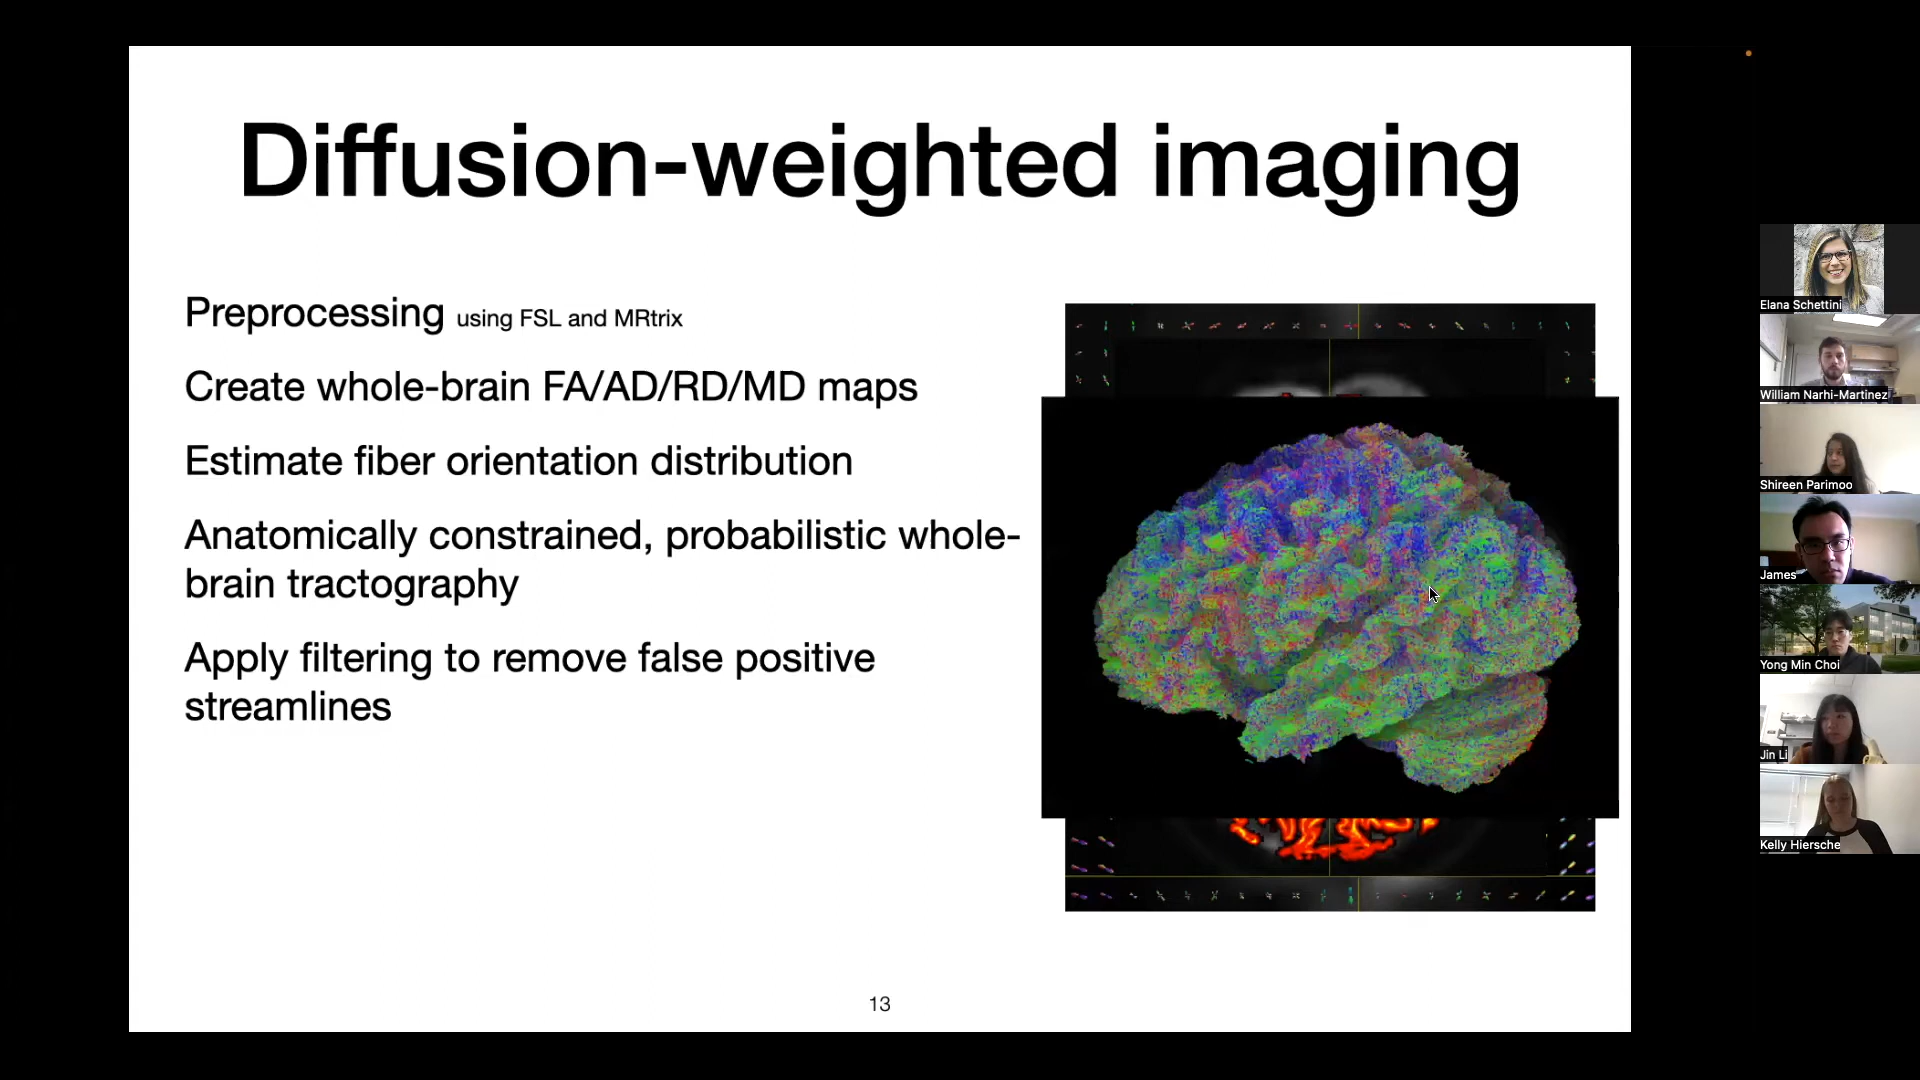 Diffusion-weighted imaging
Preprocessing using FSL and MRtrix
Create whole-brain FA/AD/RD/MD maps
Estimate fiber orientation distribution
Anatomically constrained, probabilistic whole-
brain tractography
Apply filtering to remove false positive
streamlines
13
Elana Schettini
William Narhi-Martinez
Shireen Parimoo
James
Yong Min Choi
Jin Li
Kelly Hiersche